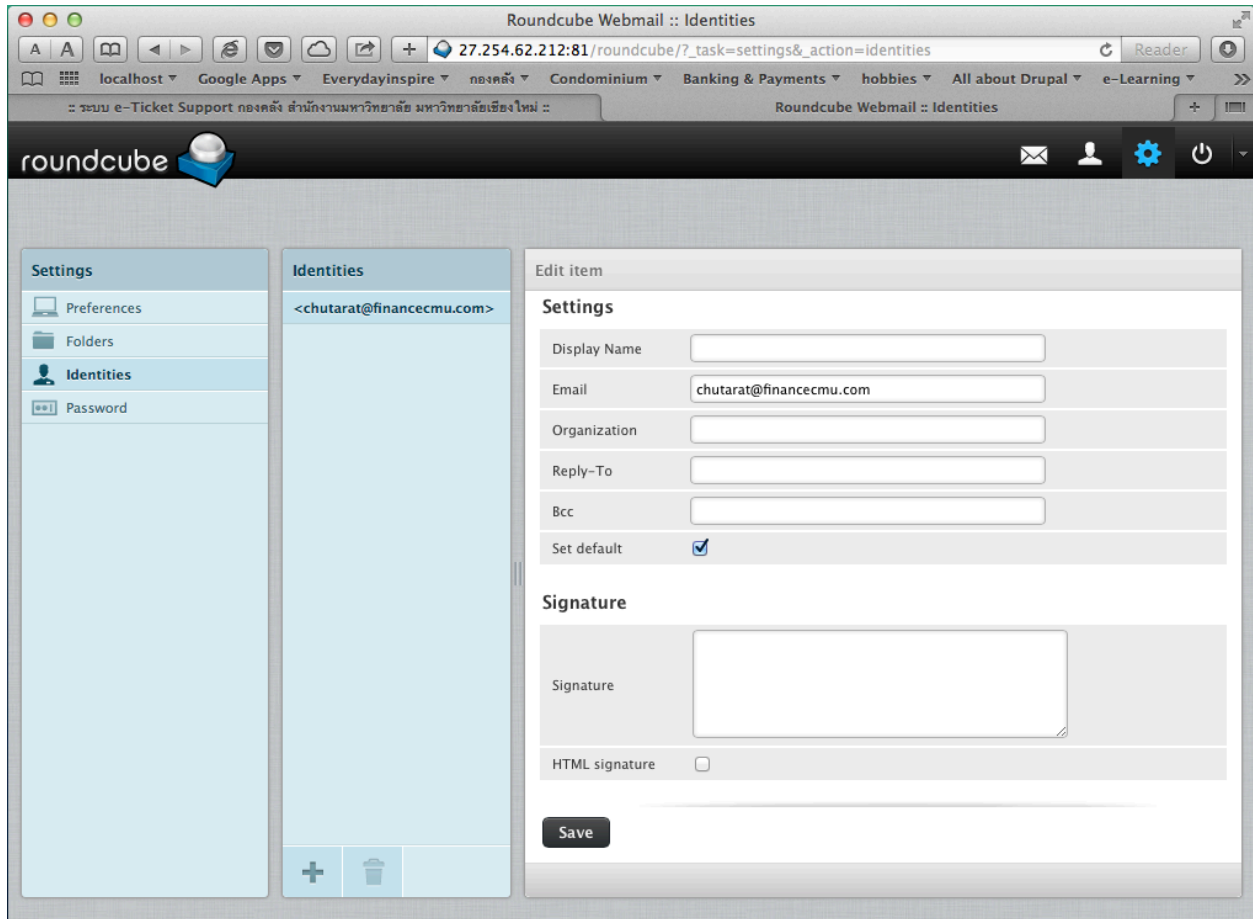 Roundcube Webmail :: Identities
A A 27.254.62.212:81/roundcube/?_task=settings&_action=identities Reader
localhost Google Apps Everydayinspire กองคลัง Condominium Banking & Payments hobbies All about Drupal e-Learning >>
:: ระบบ e-Ticket Support กองคลัง สำนักงานมหาวิทยาลัย มหาวิทยาลัยเชียงใหม่ :: Roundcube Webmail :: Identities
roundcube
Settings
Preferences
Folders
Identities
Password
Identities
<chutarat@financecmu.com>
Edit item
Settings
Display Name
Email chutarat@financecmu.com
Organization
Reply-To
Bcc
Set default
Signature
Signature
HTML signature
Save